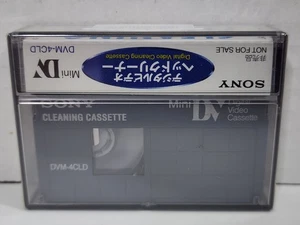 SONY
非売品
NOT FOR SALE
デジタルビデオ
ヘッドクリーナー
Digital Video Cleaning Cassette
Mini DV
DVM-4CLD
SONY
CLEANING CASSETTE
Mini DV Digital
Video
Cassette
DVM-4CLD